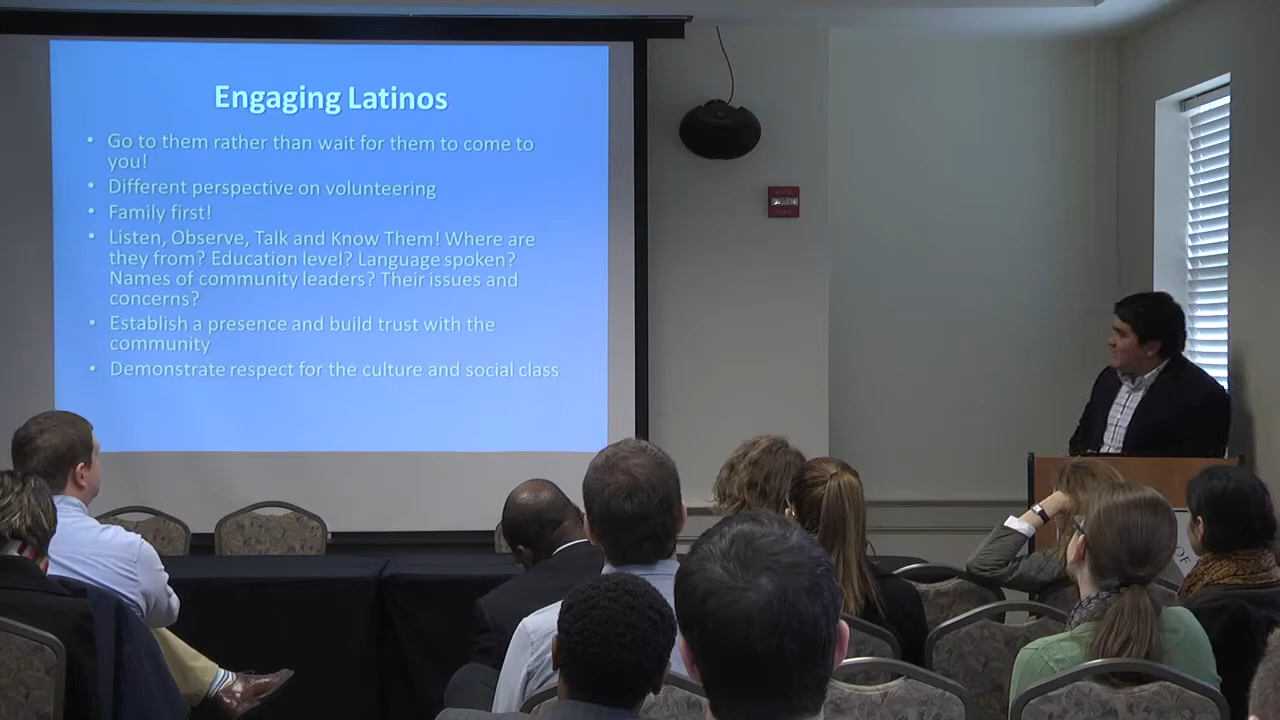 Engaging Latinos
• Go to them rather than wait for them to come to
you!
• Different perspective on volunteering
• Family first!
• Listen, Observe, Talk and Know Them! Where are
they from? Education level? Language spoken?
Names of community leaders? Their issues and
concerns?
• Establish a presence and build trust with the
community
• Demonstrate respect for the culture and social class
OF